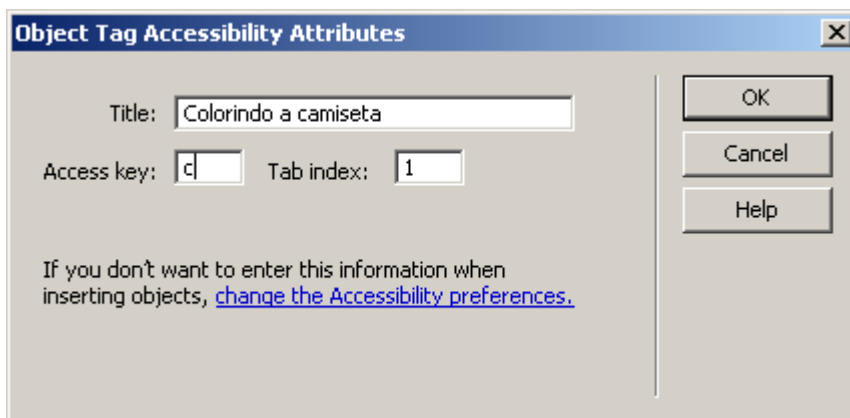 Object Tag Accessibility Attributes
Title: Colorindo a camiseta
OK
Access key: c Tab index: 1
Cancel
Help
If you don't want to enter this information when
inserting objects, change the Accessibility preferences.